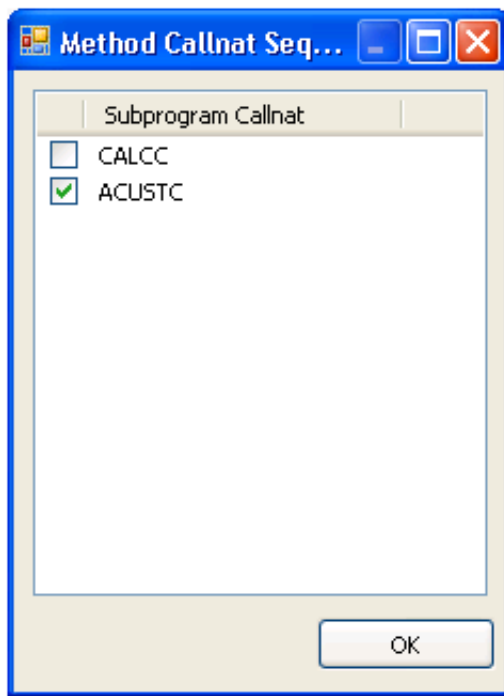 Method Callnat Seq...
Subprogram Callnat
CALCC
ACUSTC
OK